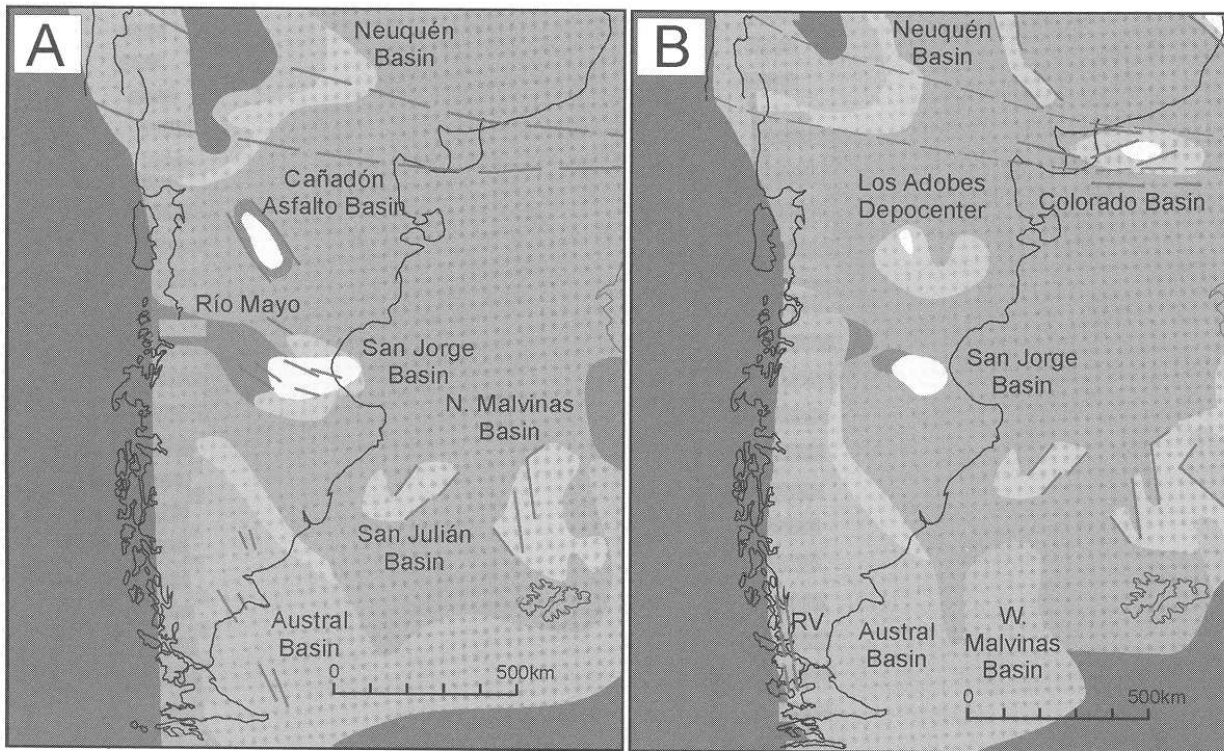 A
Neuquén
Basin
Cañadón
Asfalto Basin
Río Mayo
San Jorge
Basin
N. Malvinas
Basin
San Julián
Basin
Austral
Basin
0
500km
B
Neuquén
Basin
Los Adobes
Depocenter
Colorado Basin
San Jorge
Basin
RV
Austral
Basin
W.
Malvinas
Basin
0
500km